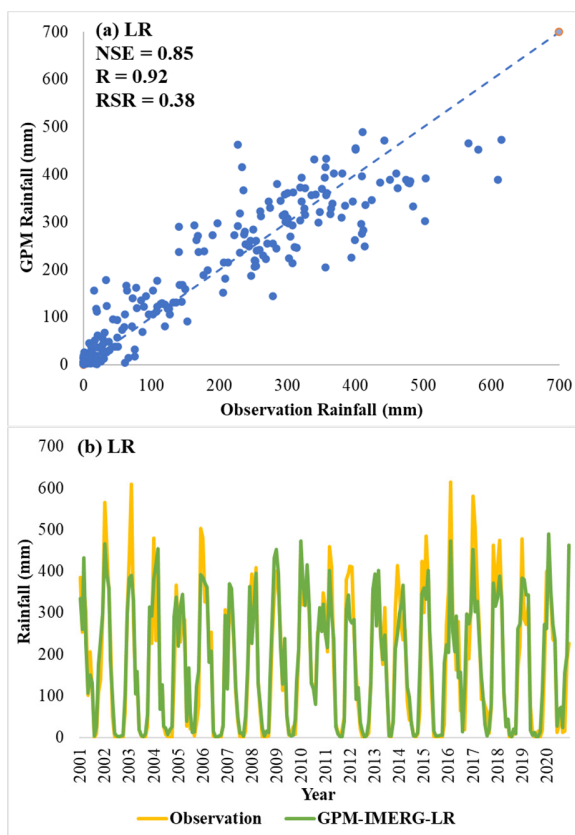 (a) LR
NSE = 0.85
R = 0.92
RSR = 0.38
700
600
500
400
300
200
100
0
GPM Rainfall (mm)
0 100 200 300 400 500 600 700
Observation Rainfall (mm)
(b) LR
700
600
500
400
300
200
100
0
Rainfall (mm)
2001 2002 2003 2004 2005 2006 2007 2008 2009 2010 2011 2012 2013 2014 2015 2016 2017 2018 2019 2020
Year
Observation GPM-IMERG-LR